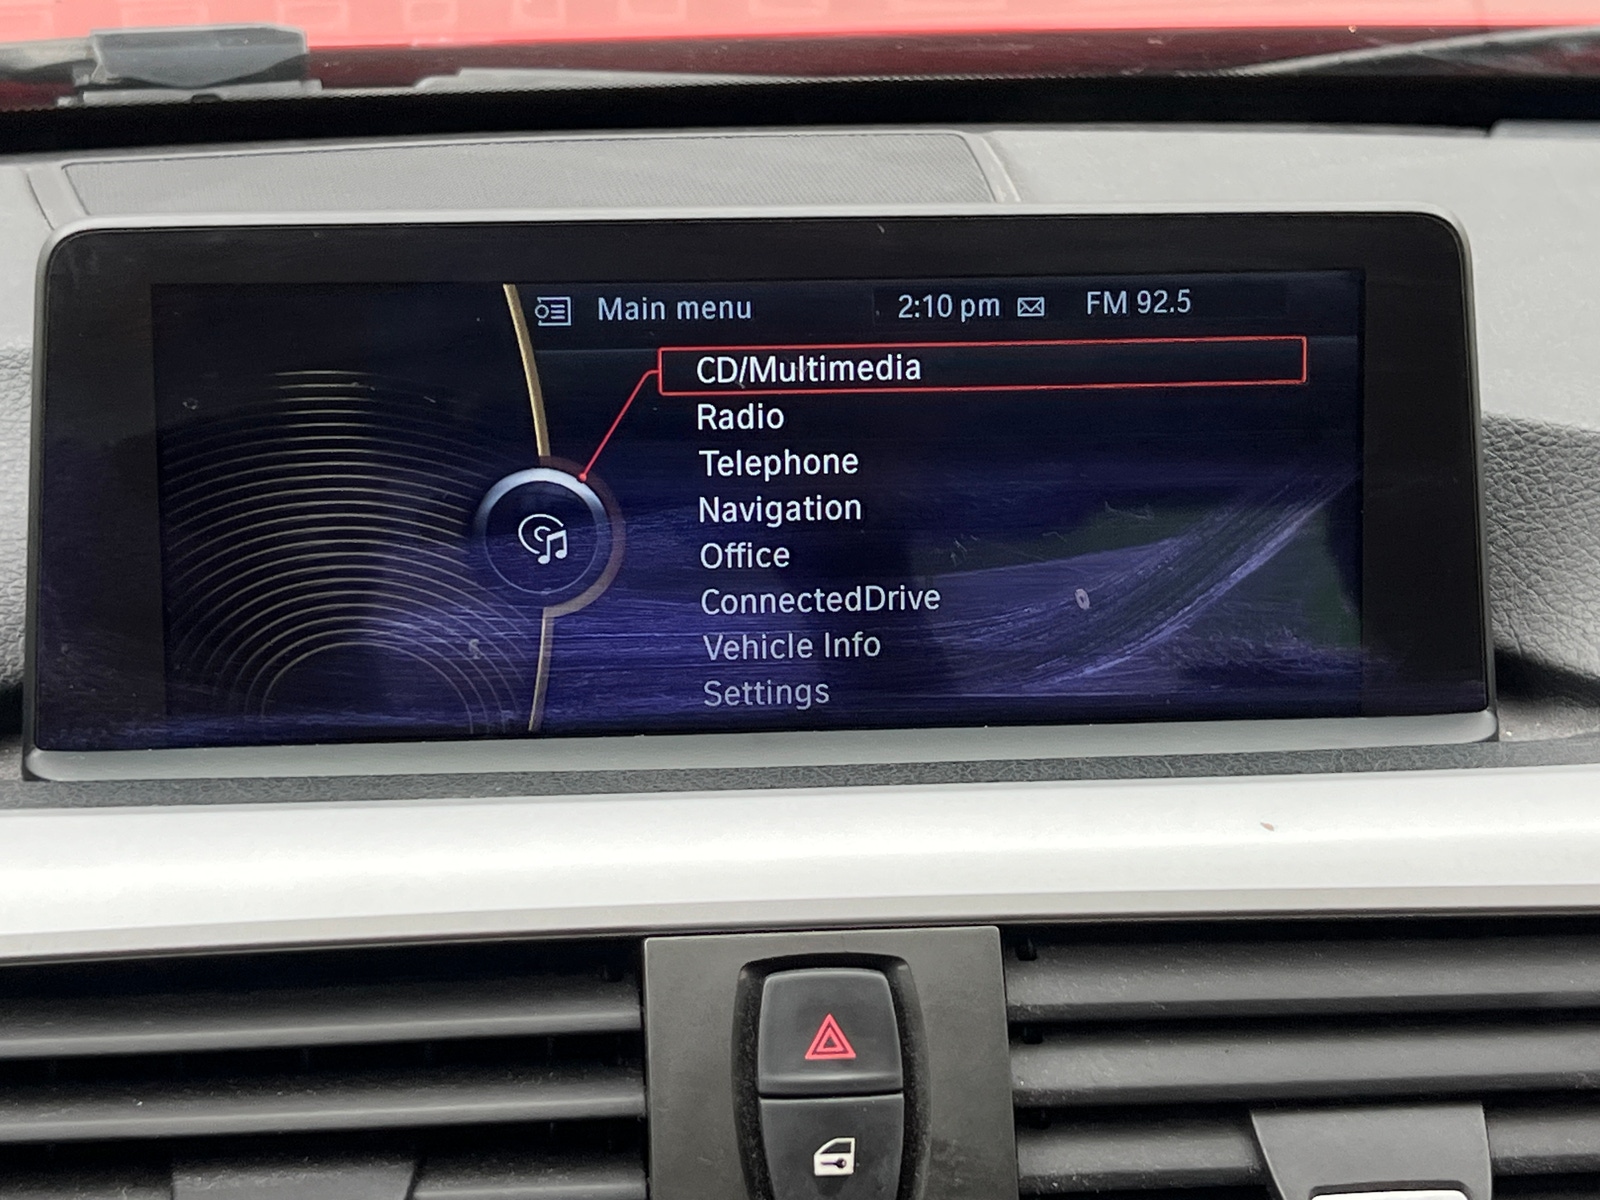 Main menu 2:10 pm FM 92.5
CD/Multimedia
Radio
Telephone
Navigation
Office
ConnectedDrive
Vehicle Info
Settings